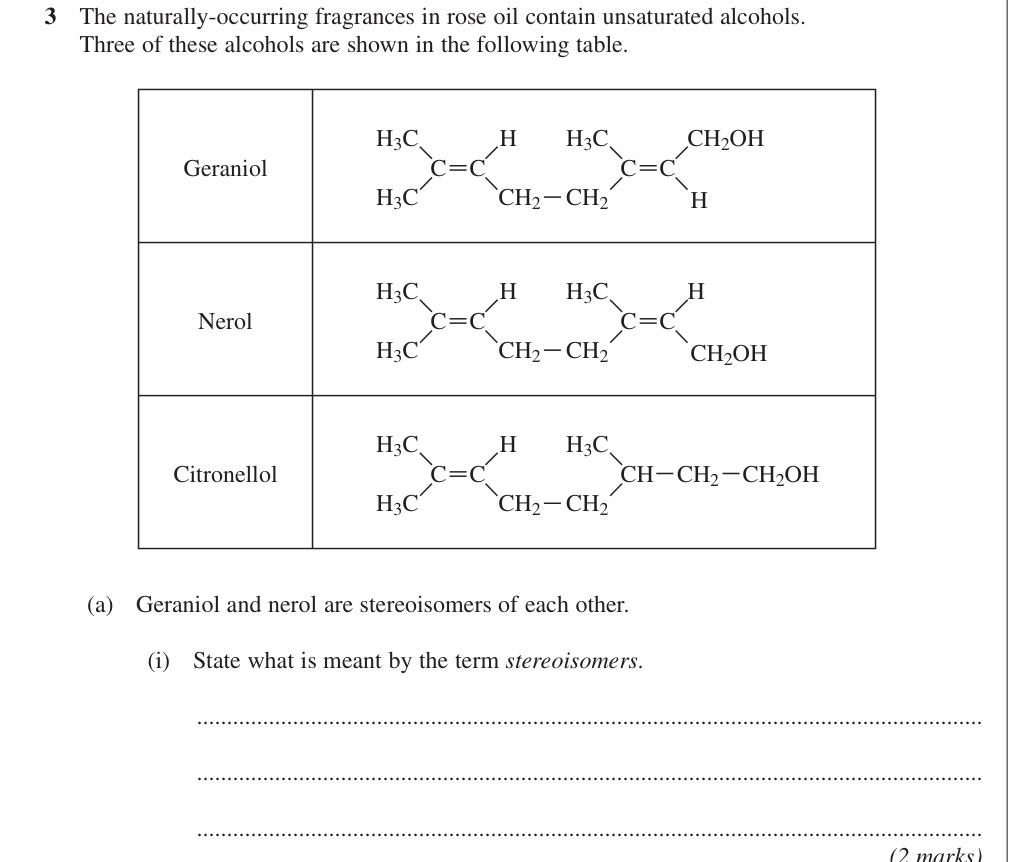 3 The naturally-occurring fragrances in rose oil contain unsaturated alcohols.
Three of these alcohols are shown in the following table.
Geraniol
H₃C H H₃C CH₂OH
C=C C=C
H₃C CH₂—CH₂ H
Nerol
H₃C H H₃C H
C=C C=C
H₃C CH₂—CH₂ CH₂OH
Citronellol
H₃C H H₃C
C=C CH—CH₂—CH₂OH
H₃C CH₂—CH₂
(a) Geraniol and nerol are stereoisomers of each other.
(i) State what is meant by the term stereoisomers.
(2 marks)